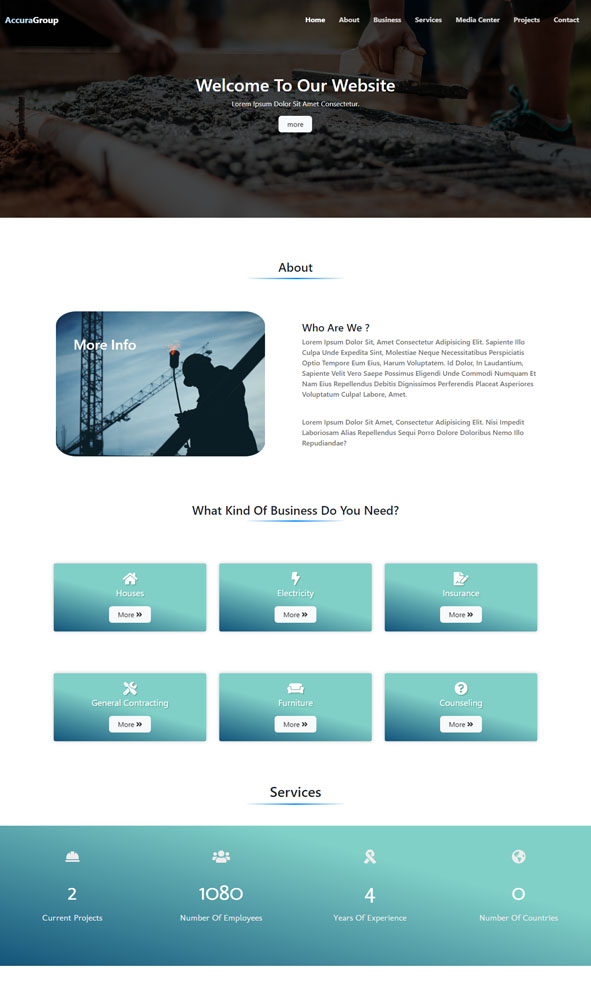 AccuraGroup
Home About Business Services Media Center Projects Contact
Welcome To Our Website
Lorem Ipsum Dolor Sit Amet Consectetur.
more
About
More Info
Who Are We ?
Lorem Ipsum Dolor Sit, Amet Consectetur Adipisicing Elit. Sapiente Illo
Culpa Unde Expedita Sint, Molestiae Neque Necessitatibus Perspiciatis
Optio Tempore Eum Eius, Harum Voluptatem. Id Dolor, In Laudantium,
Sapiente Velit Vero Saepe Possimus Eligendi Unde Commodi Numquam Et
Nam Eius Repellendus Debitis Dignissimos Perferendis Placeat Asperiores
Voluptatum Culpa! Labore, Amet.
Lorem Ipsum Dolor Sit Amet, Consectetur Adipisicing Elit. Nisi Impedit
Laboriosam Alias Repellendus Sequi Porro Dolore Doloribus Nemo Illo
Repudiandae?
What Kind Of Business Do You Need?
Houses Electricity Insurance
More More More
General Contracting Furniture Counseling
More More More
Services
2 1080 4 0
Current Projects Number Of Employees Years Of Experience Number Of Countries